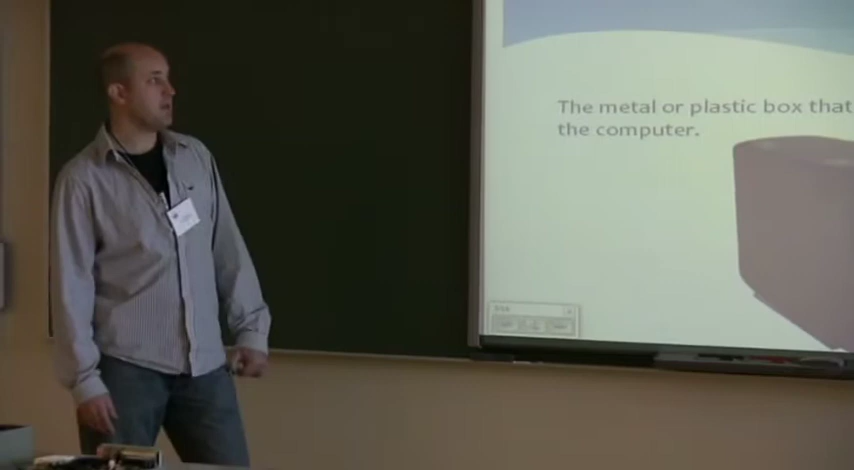 The metal or plastic box that
the computer.